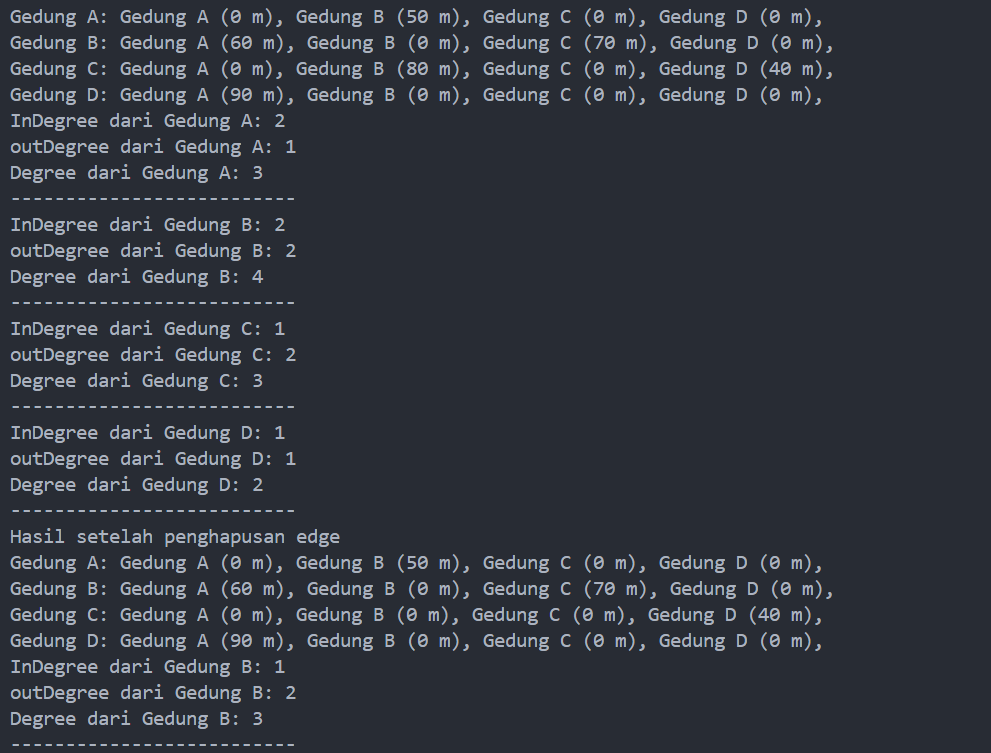 Gedung A: Gedung A (0 m), Gedung B (50 m), Gedung C (0 m), Gedung D (0 m),
Gedung B: Gedung A (60 m), Gedung B (0 m), Gedung C (70 m), Gedung D (0 m),
Gedung C: Gedung A (0 m), Gedung B (80 m), Gedung C (0 m), Gedung D (40 m),
Gedung D: Gedung A (90 m), Gedung B (0 m), Gedung C (0 m), Gedung D (0 m),
InDegree dari Gedung A: 2
outDegree dari Gedung A: 1
Degree dari Gedung A: 3
--------------------------
InDegree dari Gedung B: 2
outDegree dari Gedung B: 2
Degree dari Gedung B: 4
--------------------------
InDegree dari Gedung C: 1
outDegree dari Gedung C: 2
Degree dari Gedung C: 3
--------------------------
InDegree dari Gedung D: 1
outDegree dari Gedung D: 1
Degree dari Gedung D: 2
--------------------------
Hasil setelah penghapusan edge
Gedung A: Gedung A (0 m), Gedung B (50 m), Gedung C (0 m), Gedung D (0 m),
Gedung B: Gedung A (60 m), Gedung B (0 m), Gedung C (70 m), Gedung D (0 m),
Gedung C: Gedung A (0 m), Gedung B (0 m), Gedung C (0 m), Gedung D (40 m),
Gedung D: Gedung A (90 m), Gedung B (0 m), Gedung C (0 m), Gedung D (0 m),
InDegree dari Gedung B: 1
outDegree dari Gedung B: 2
Degree dari Gedung B: 3
--------------------------